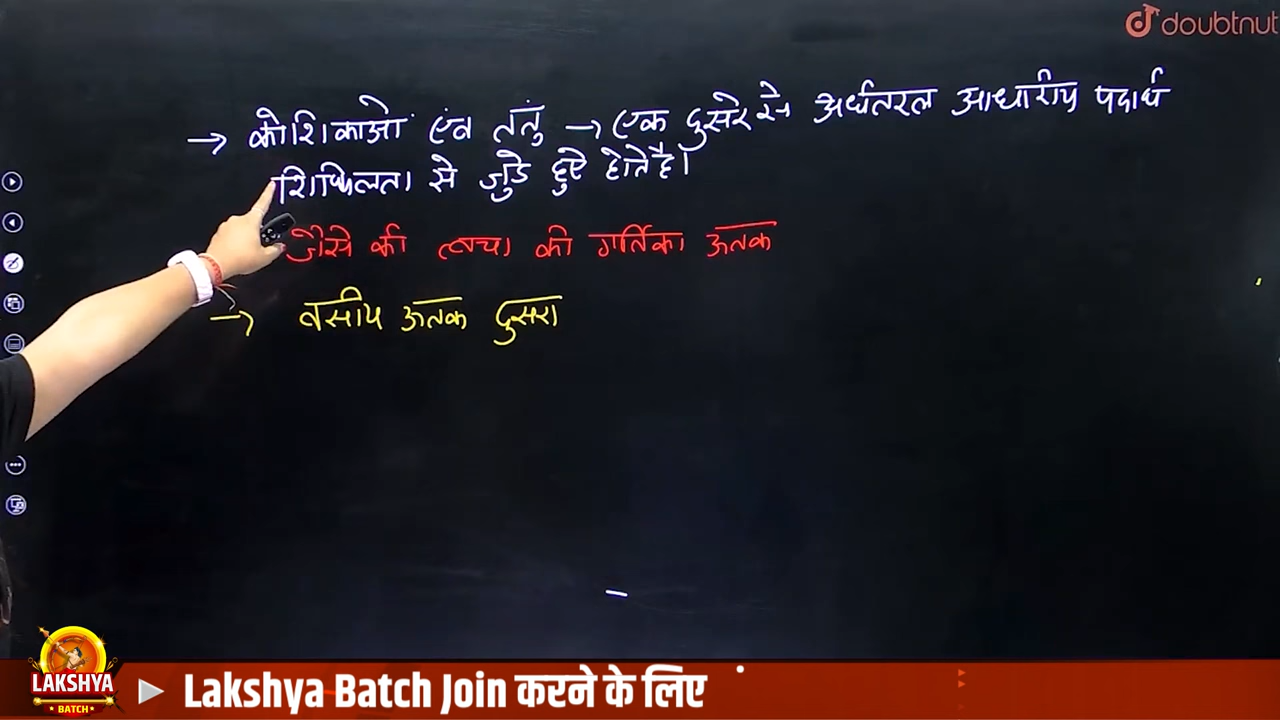 doubtnut
→ कोशिकाओं एंव तंतु → एक दुसरे से अर्धतरल आधारीय पदार्थ
शिथिलता से जुडे हुऐ होते है।
जैसे की त्वचा की गर्तिका ऊतक
→ वसीय ऊतक दुसरा
LAKSHYA
BATCH
Lakshya Batch Join करने के लिए